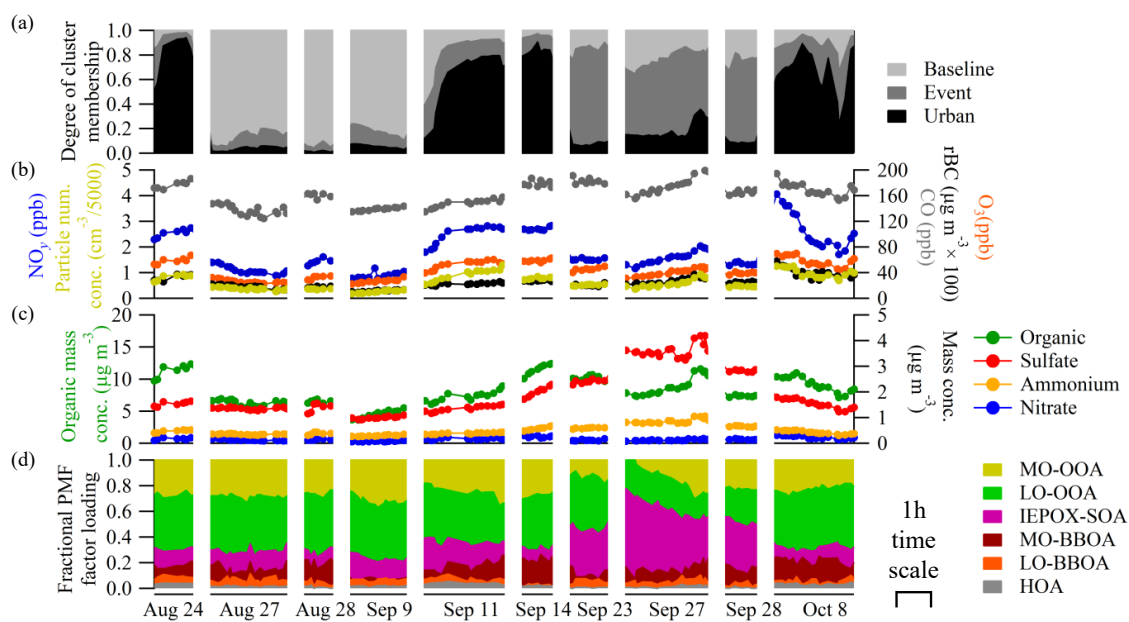 (a)
Degree of cluster
membership
1.0
0.8
0.6
0.4
0.2
0.0
Baseline
Event
Urban
(b)
NOy (ppb)
Particle num.
conc. (cm⁻³/5000)
5
4
3
2
1
0
200
160
120
80
40
0
rBC (µg m⁻³ × 100)
CO (ppb)
O₃(ppb)
(c)
Organic mass
conc. (µg m⁻³)
20
15
10
5
0
5
4
3
2
1
0
Mass conc.
(µg m⁻³)
Organic
Sulfate
Ammonium
Nitrate
(d)
Fractional PMF
factor loading
1.0
0.8
0.6
0.4
0.2
0.0
Aug 24
Aug 27
Aug 28
Sep 9
Sep 11
Sep 14
Sep 23
Sep 27
Sep 28
Oct 8
1h
time
scale
MO-OOA
LO-OOA
IEPOX-SOA
MO-BBOA
LO-BBOA
HOA